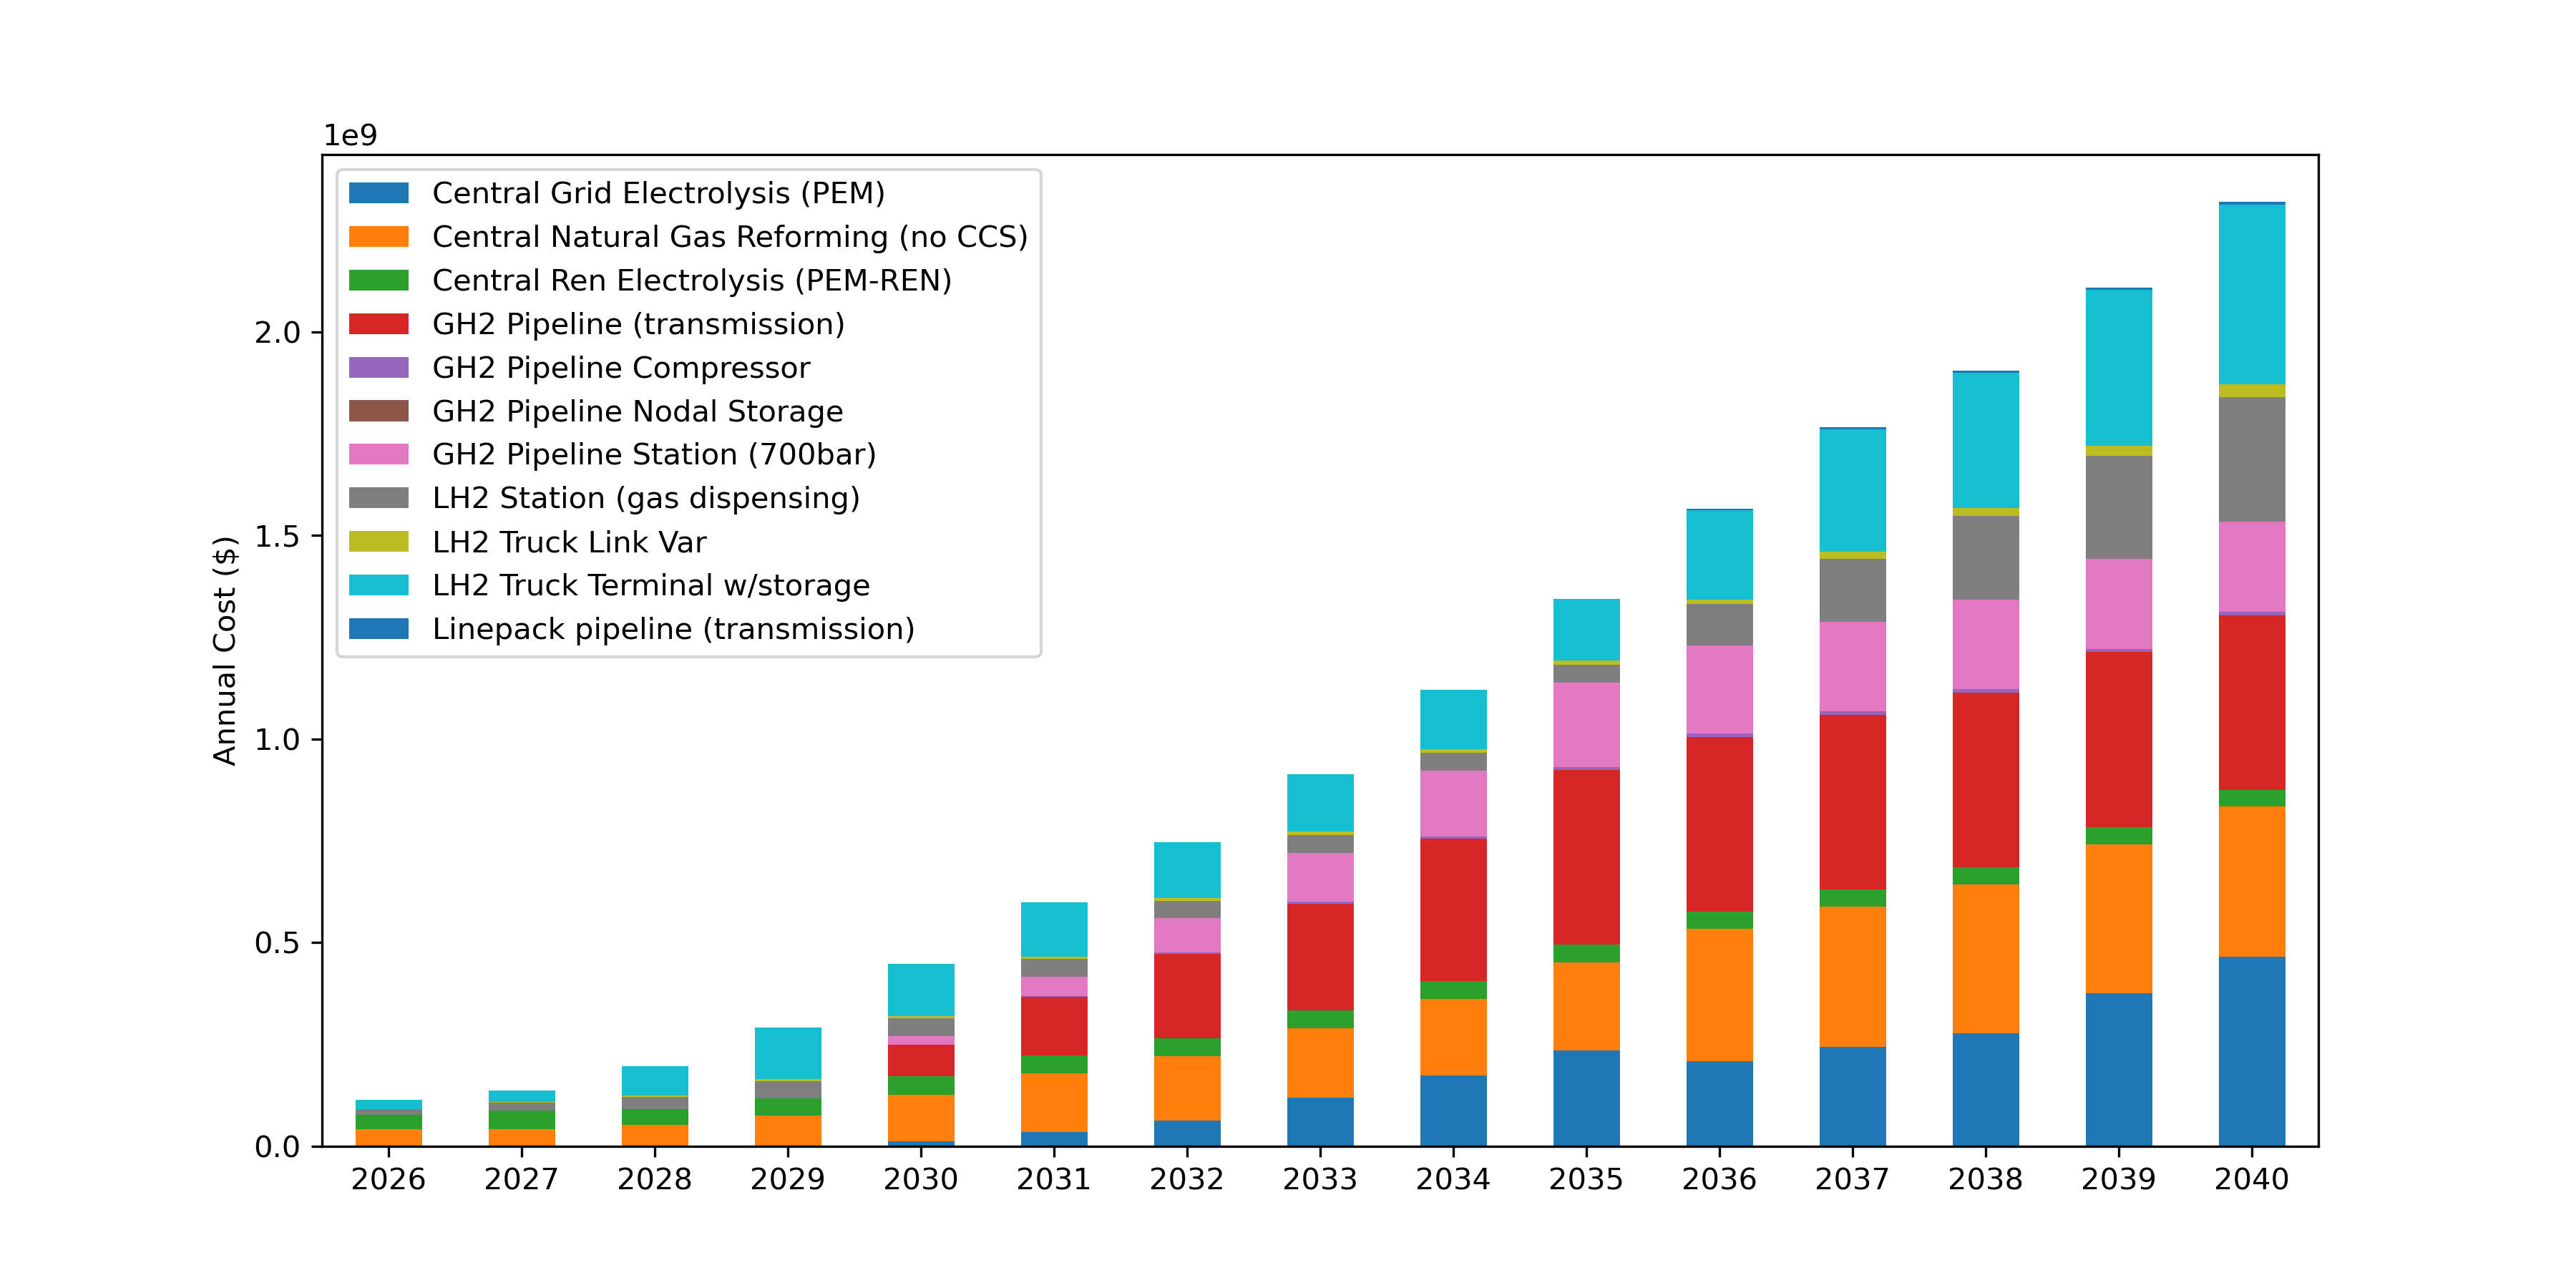 1e9
Central Grid Electrolysis (PEM)
Central Natural Gas Reforming (no CCS)
Central Ren Electrolysis (PEM-REN)
GH2 Pipeline (transmission)
GH2 Pipeline Compressor
GH2 Pipeline Nodal Storage
GH2 Pipeline Station (700bar)
LH2 Station (gas dispensing)
LH2 Truck Link Var
LH2 Truck Terminal w/storage
Linepack pipeline (transmission)
Annual Cost ($)
2.0
1.5
1.0
0.5
0.0
2026 2027 2028 2029 2030 2031 2032 2033 2034 2035 2036 2037 2038 2039 2040